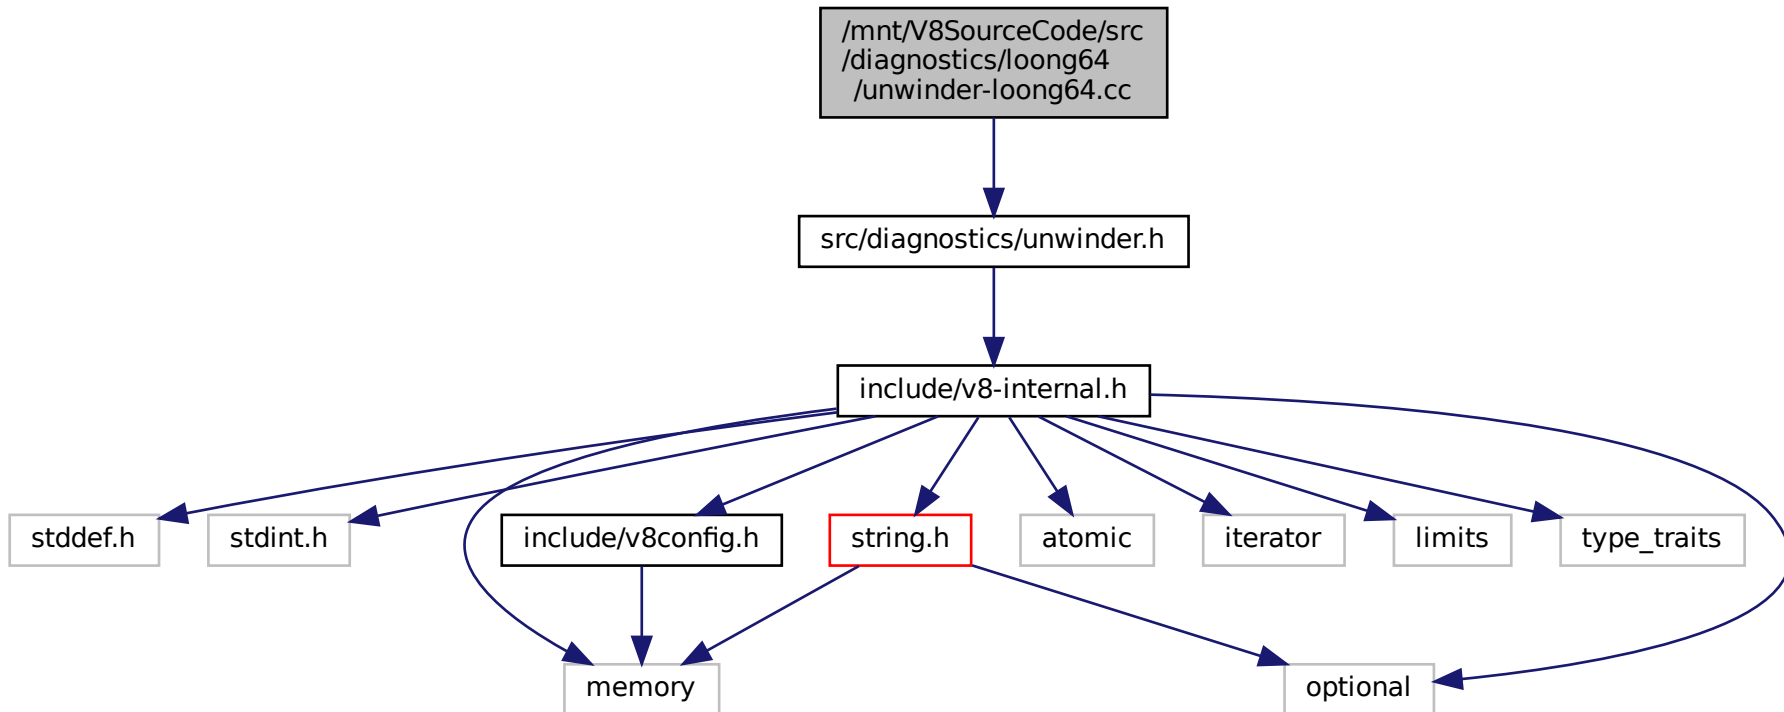 /mnt/V8SourceCode/src
/diagnostics/loong64
/unwinder-loong64.cc
src/diagnostics/unwinder.h
include/v8-internal.h
stddef.h
stdint.h
include/v8config.h
string.h
atomic
iterator
limits
type_traits
memory
optional